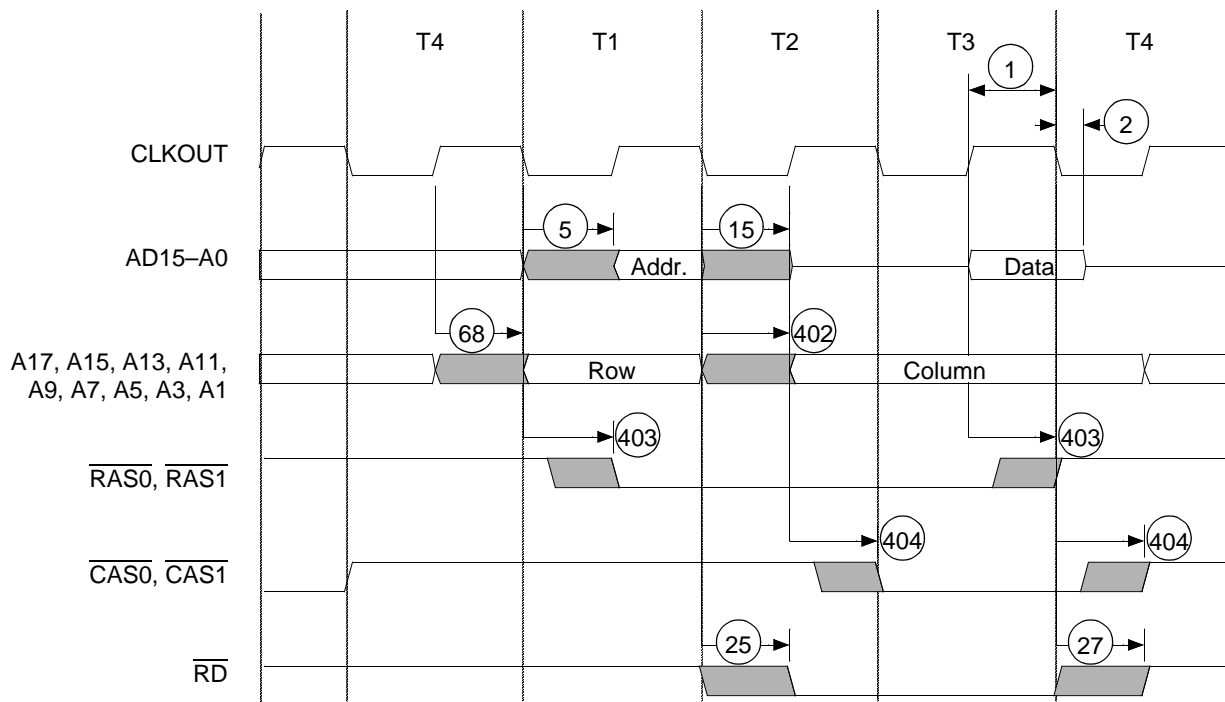 T4 T1 T2 T3 T4
1
2
CLKOUT
5 15
AD15–A0 Addr. Data
68 402
A17, A15, A13, A11,
A9, A7, A5, A3, A1
Row Column
403 403
RAS0, RAS1
404 404
CAS0, CAS1
25 27
RD